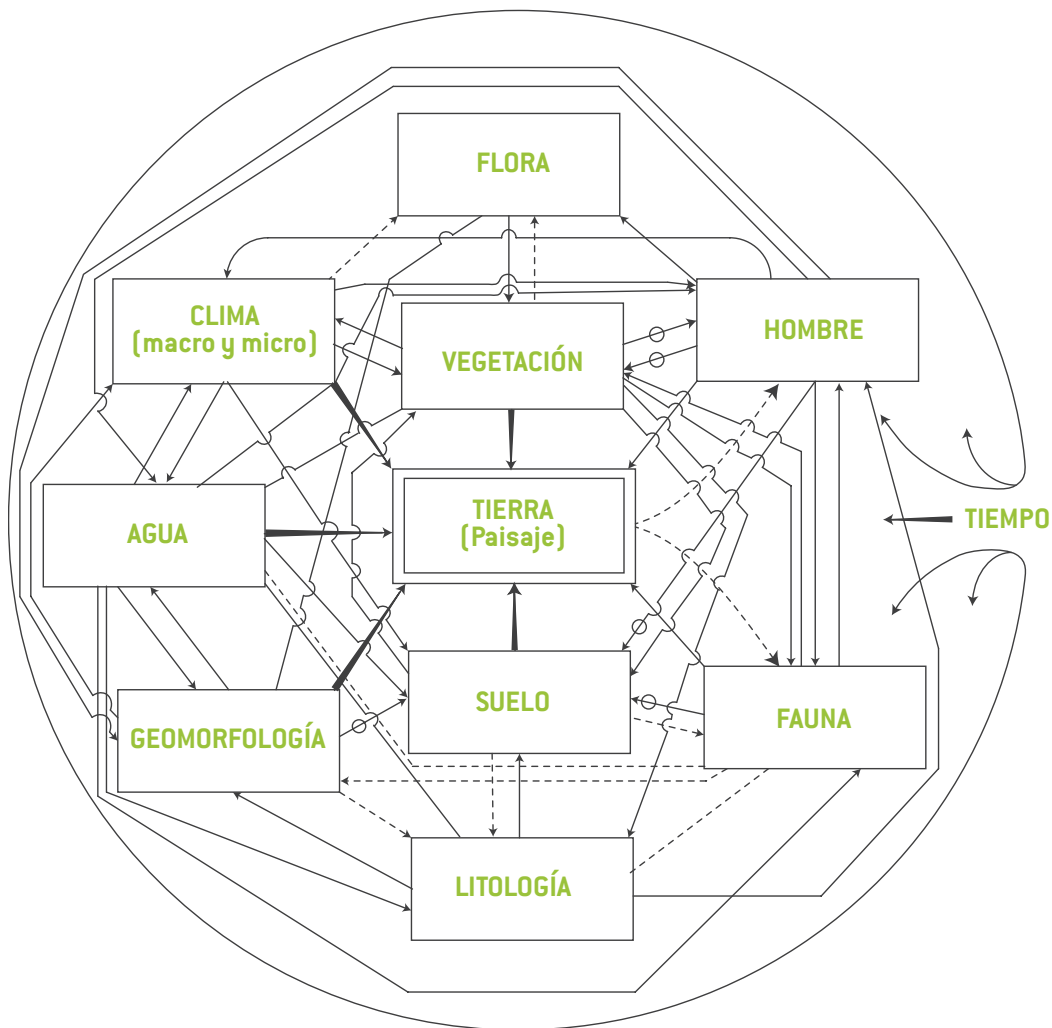 FLORA
CLIMA
(macro y micro)
HOMBRE
VEGETACIÓN
TIERRA
(Paisaje)
AGUA
TIEMPO
SUELO
GEOMORFOLOGÍA
FAUNA
LITOLOGÍA